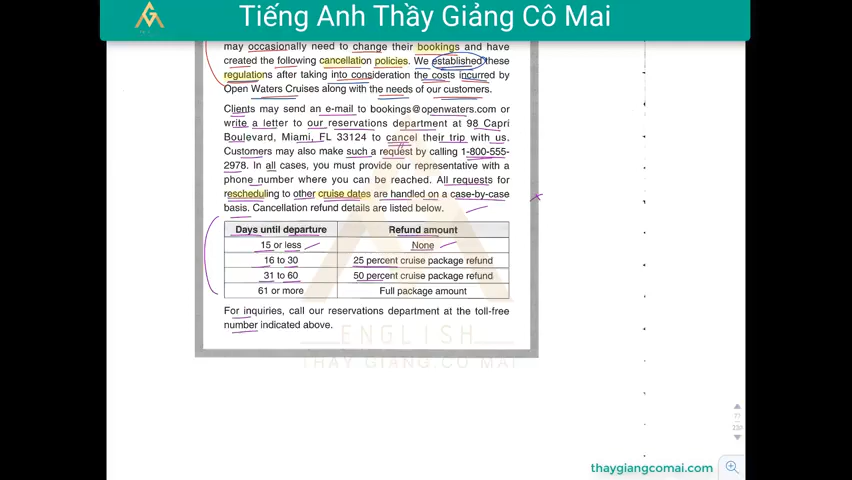 Tiếng Anh Thầy Giảng Cô Mai
may occasionally need to change their bookings and have
created the following cancellation policies. We established these
regulations after taking into consideration the costs incurred by
Open Waters Cruises along with the needs of our customers.
Clients may send an e-mail to bookings@openwaters.com or
write a letter to our reservations department at 98 Capri
Boulevard, Miami, FL 33124 to cancel their trip with us.
Customers may also make such a request by calling 1-800-555-
2978. In all cases, you must provide our representative with a
phone number where you can be reached. All requests for
rescheduling to other cruise dates are handled on a case-by-case
basis. Cancellation refund details are listed below.
Days until departure Refund amount
15 or less None
16 to 30 25 percent cruise package refund
31 to 60 50 percent cruise package refund
61 or more Full package amount
For inquiries, call our reservations department at the toll-free
number indicated above.
ENGLISH
THAY GIANG.CO MAI
thaygiangcomai.com